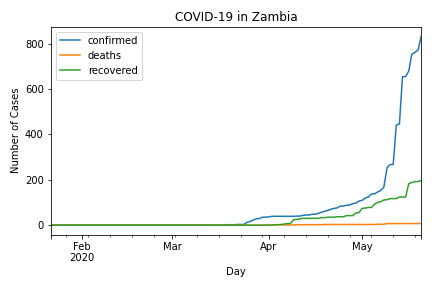 COVID-19 in Zambia
confirmed
deaths
recovered
800
600
400
200
0
Number of Cases
Feb
2020
Mar
Apr
May
Day